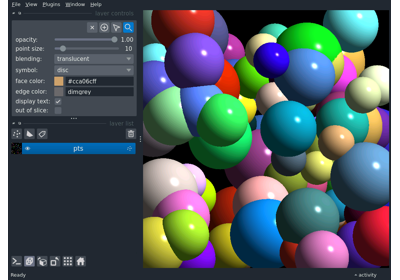 File View Plugins Window Help
layer controls
opacity: 1.00
point size: 10
blending: translucent
symbol: disc
face color: #cca06cff
edge color: dimgrey
display text:
out of slice:
layer list
pts
Ready
activity